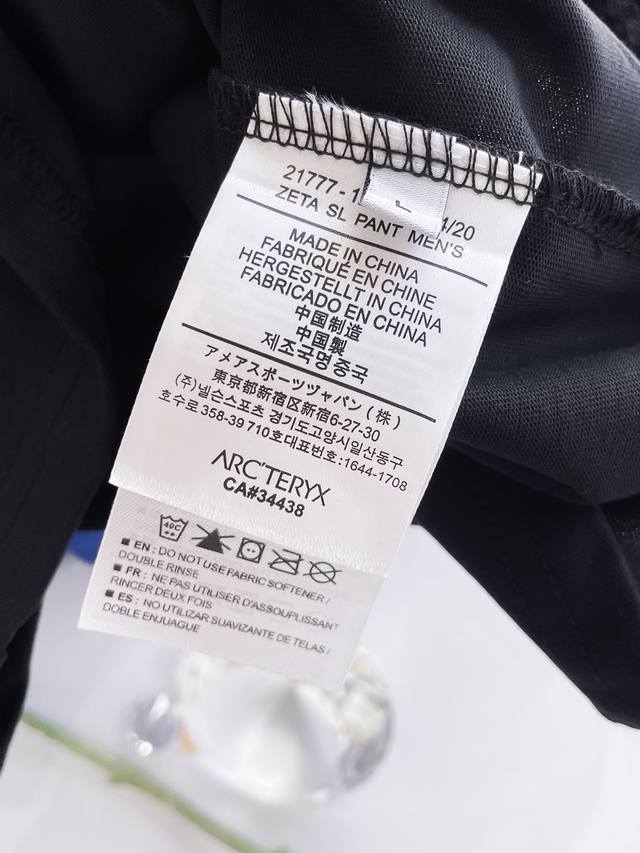 21777-1 4/20
L
ZETA SL PANT MEN'S
MADE IN CHINA
FABRIQUÉ EN CHINE
HERGESTELLT IN CHINA
FABRICADO EN CHINA
中国制造
中国製
제조국명 중국
アメアスポーツジャパン(株)
東京都新宿区新宿6-27-30
(주)넬슨스포츠 경기도고양시일산동구
호수로 358-39 710호대표번호:1644-1708
ARC'TERYX
CA#34438
40C
■ EN : DO NOT USE FABRIC SOFTENER /
DOUBLE RINSE
■ FR : NE PAS UTILISER D'ASSOUPLISSANT
RINCER DEUX FOIS
■ ES : NO UTILIZAR SUAVIZANTE DE TELAS /
DOBLE ENJUAGUE